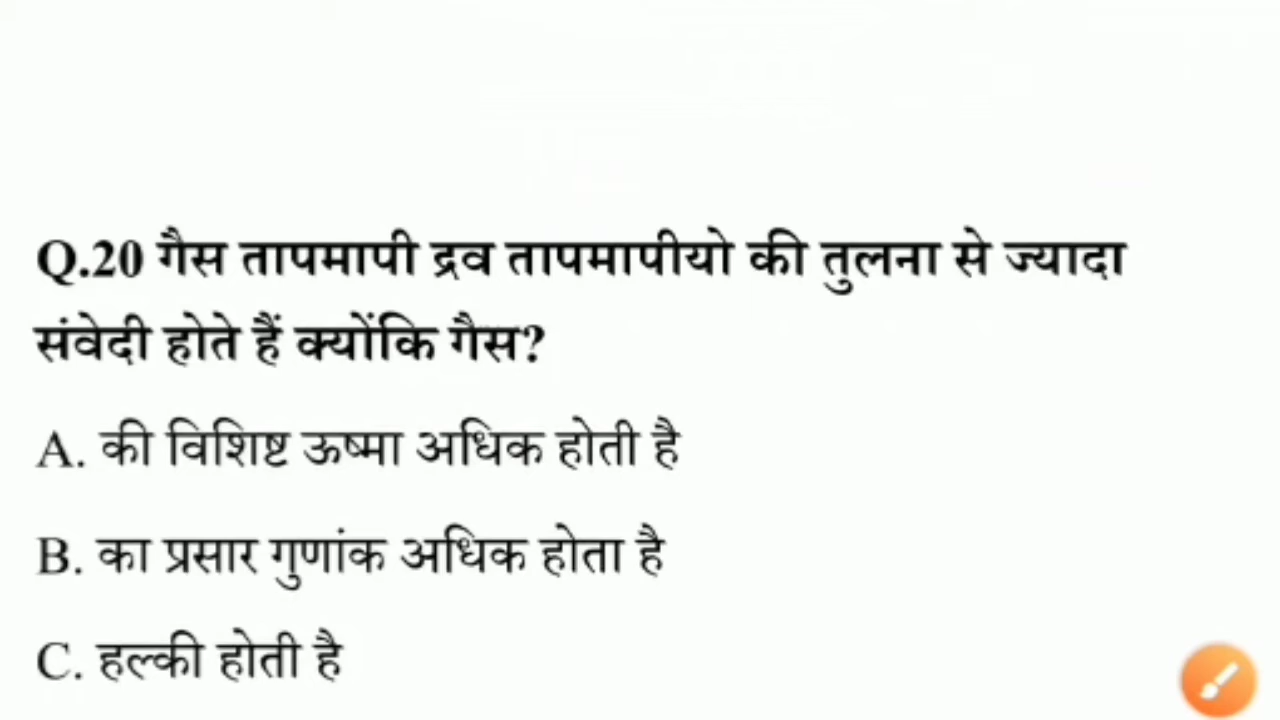 Q.20 गैस तापमापी द्रव तापमापीयो की तुलना से ज्यादा
संवेदी होते हैं क्योंकि गैस?
A. की विशिष्ट ऊष्मा अधिक होती है
B. का प्रसार गुणांक अधिक होता है
C. हल्की होती है